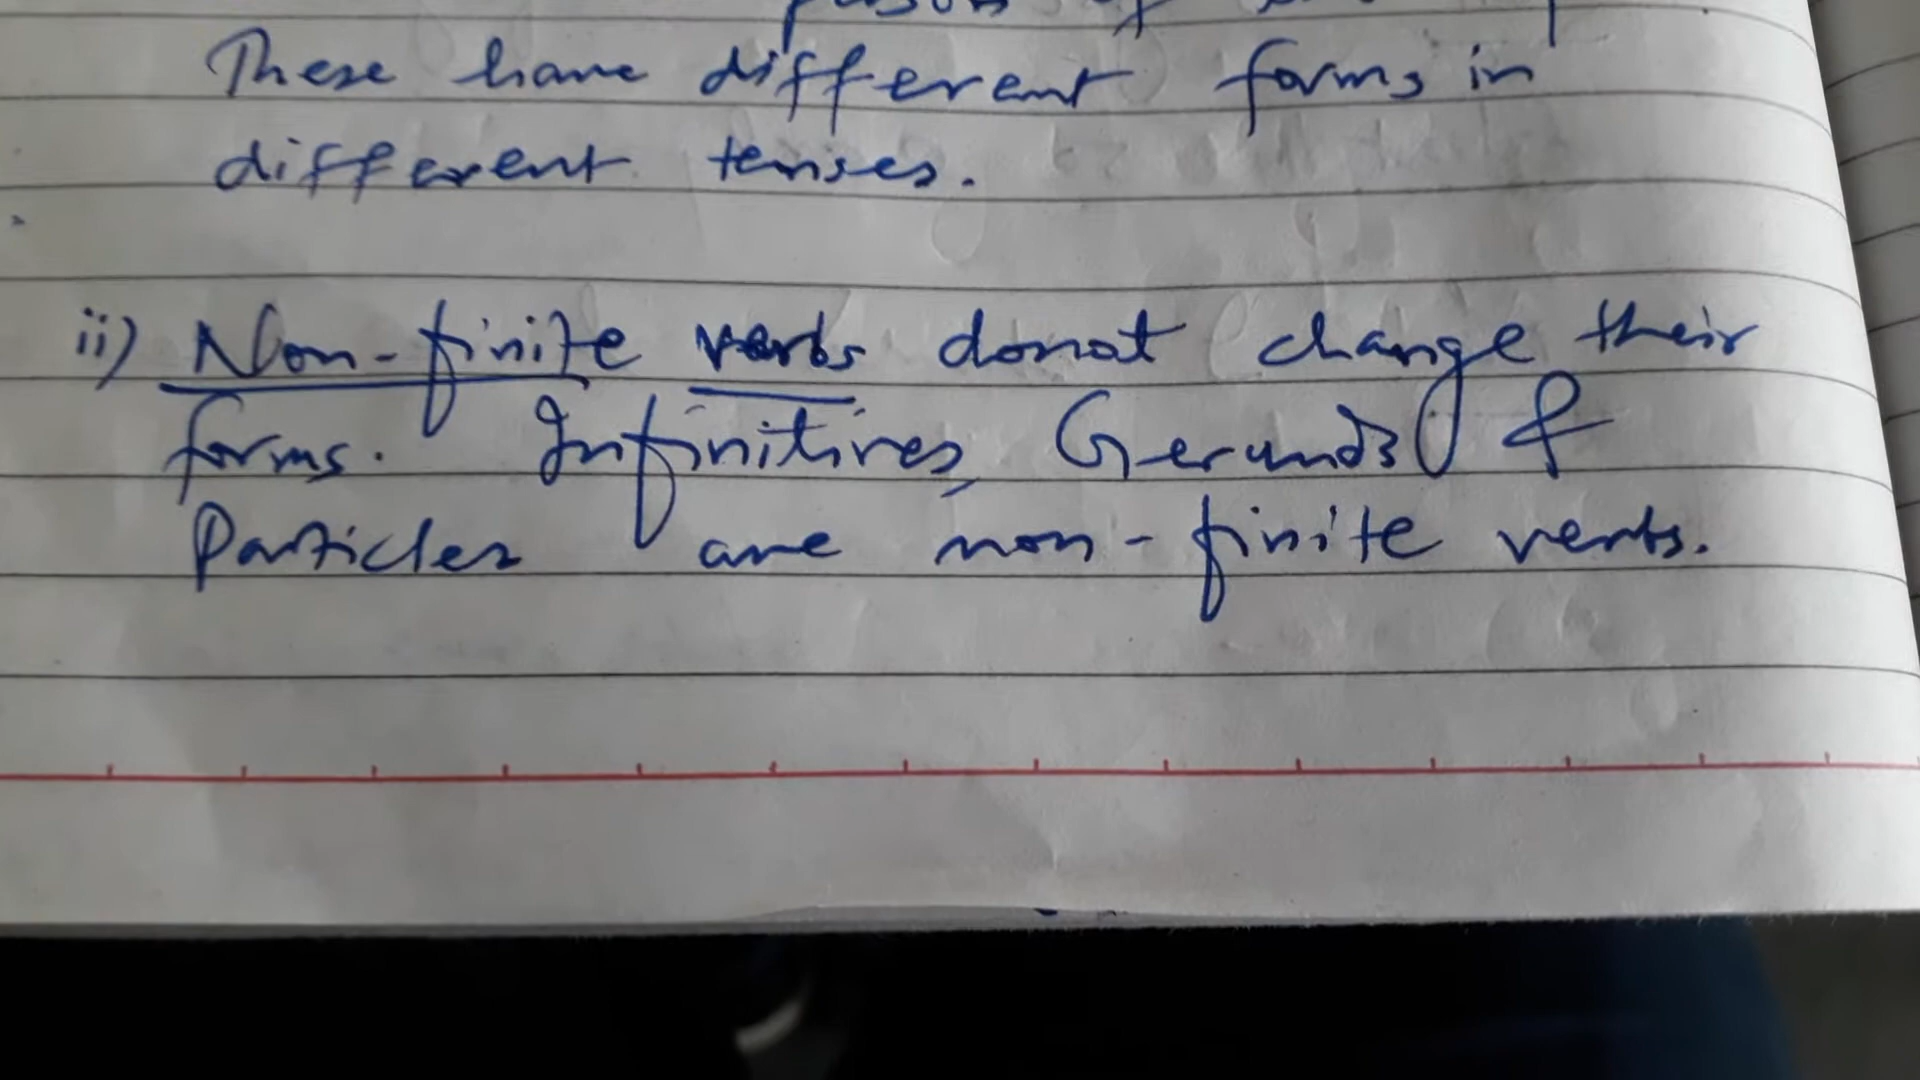 These have different forms in
different tenses.
ii) Non-finite verbs donot change their
forms. Infinitives, Gerunds &
Particles are non-finite verbs.